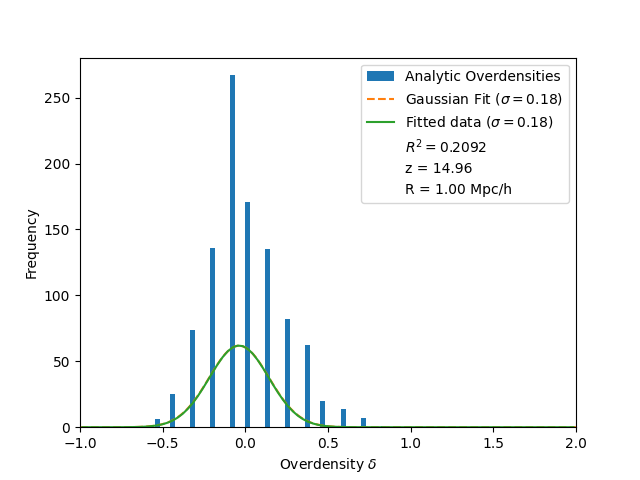 Analytic Overdensities
Gaussian Fit (σ = 0.18)
Fitted data (σ = 0.18)
R² = 0.2092
z = 14.96
R = 1.00 Mpc/h
250
200
150
100
50
0
Frequency
−1.0 −0.5 0.0 0.5 1.0 1.5 2.0
Overdensity δ